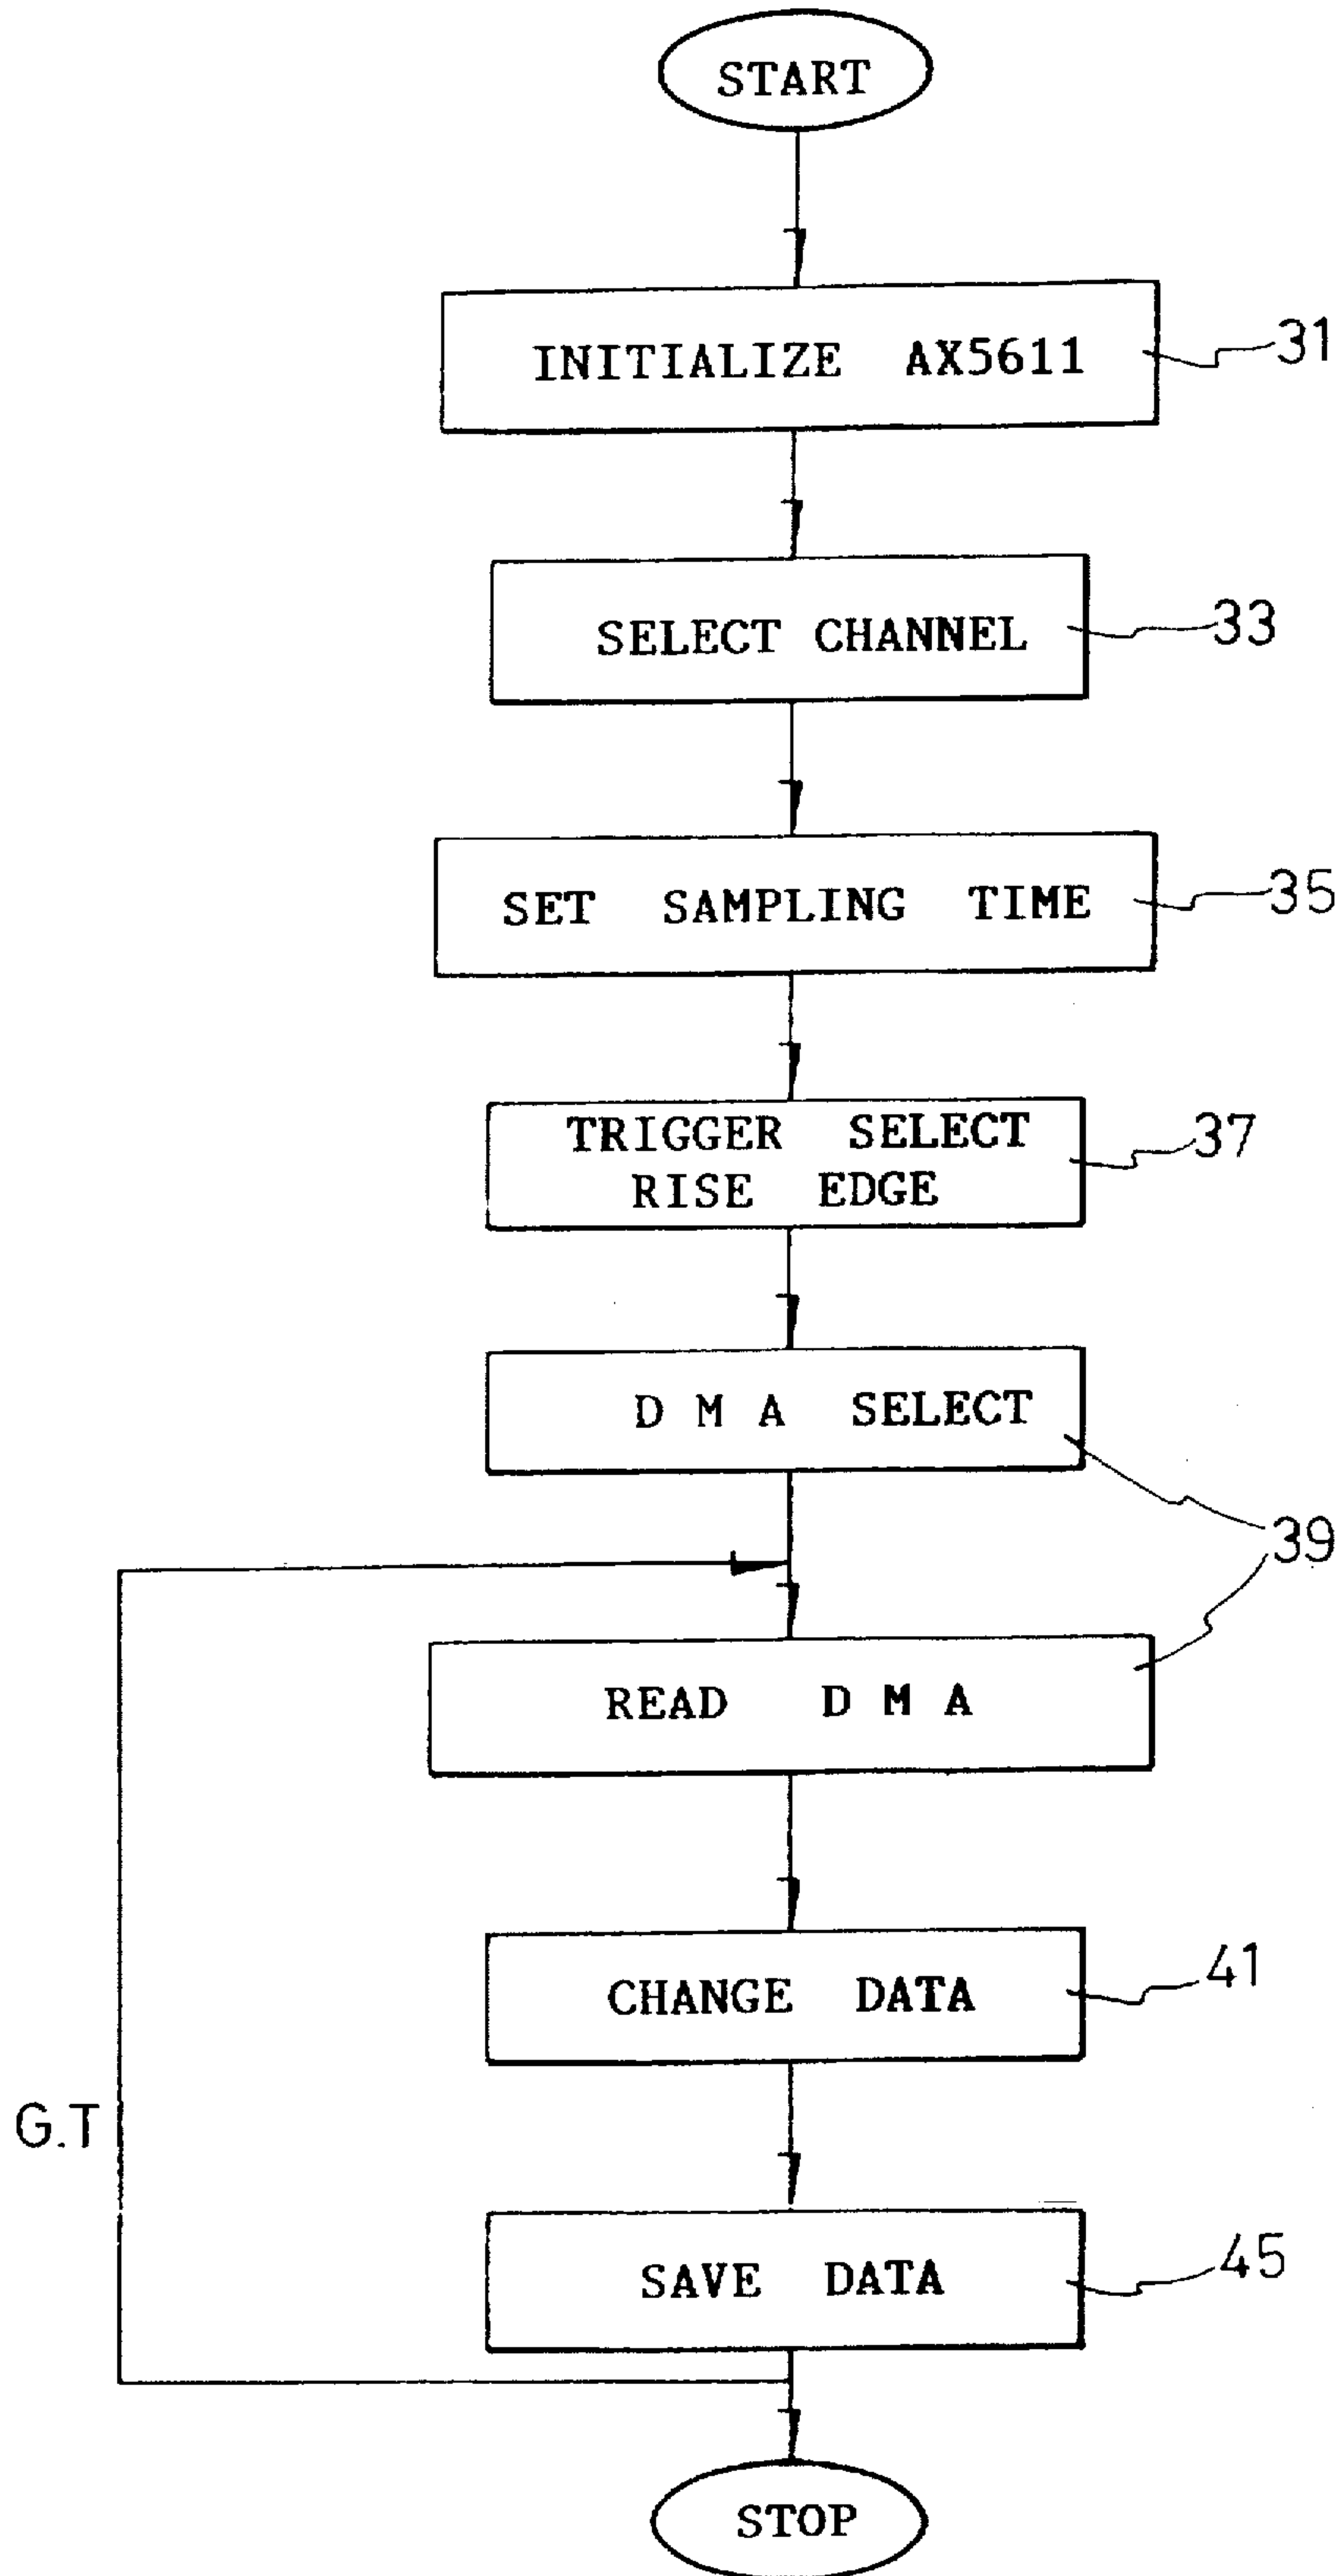 START
INITIALIZE AX5611
31
SELECT CHANNEL
33
SET SAMPLING TIME
35
TRIGGER SELECT
RISE EDGE
37
D M A SELECT
39
READ D M A
CHANGE DATA
41
G.T
SAVE DATA
45
STOP